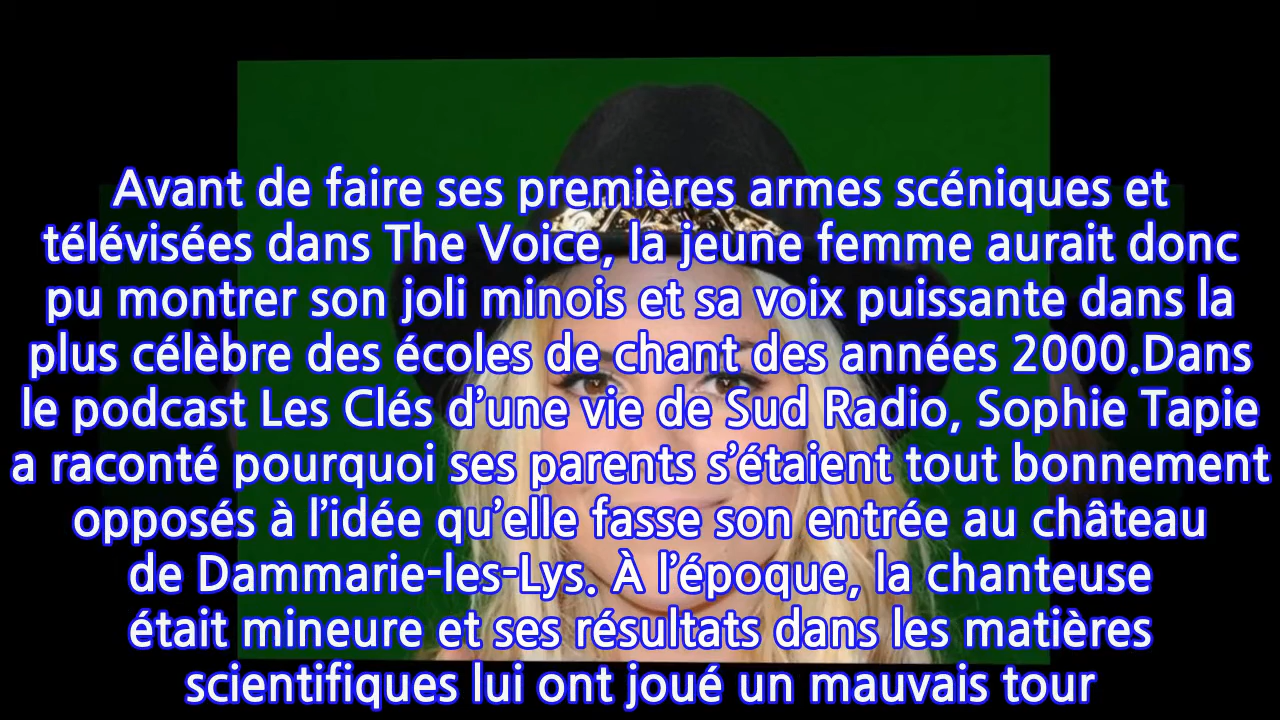 Avant de faire ses premières armes scéniques et
télévisées dans The Voice, la jeune femme aurait donc
pu montrer son joli minois et sa voix puissante dans la
plus célèbre des écoles de chant des années 2000.Dans
le podcast Les Clés d’une vie de Sud Radio, Sophie Tapie
a raconté pourquoi ses parents s’étaient tout bonnement
opposés à l’idée qu’elle fasse son entrée au château
de Dammarie-les-Lys. À l’époque, la chanteuse
était mineure et ses résultats dans les matières
scientifiques lui ont joué un mauvais tour